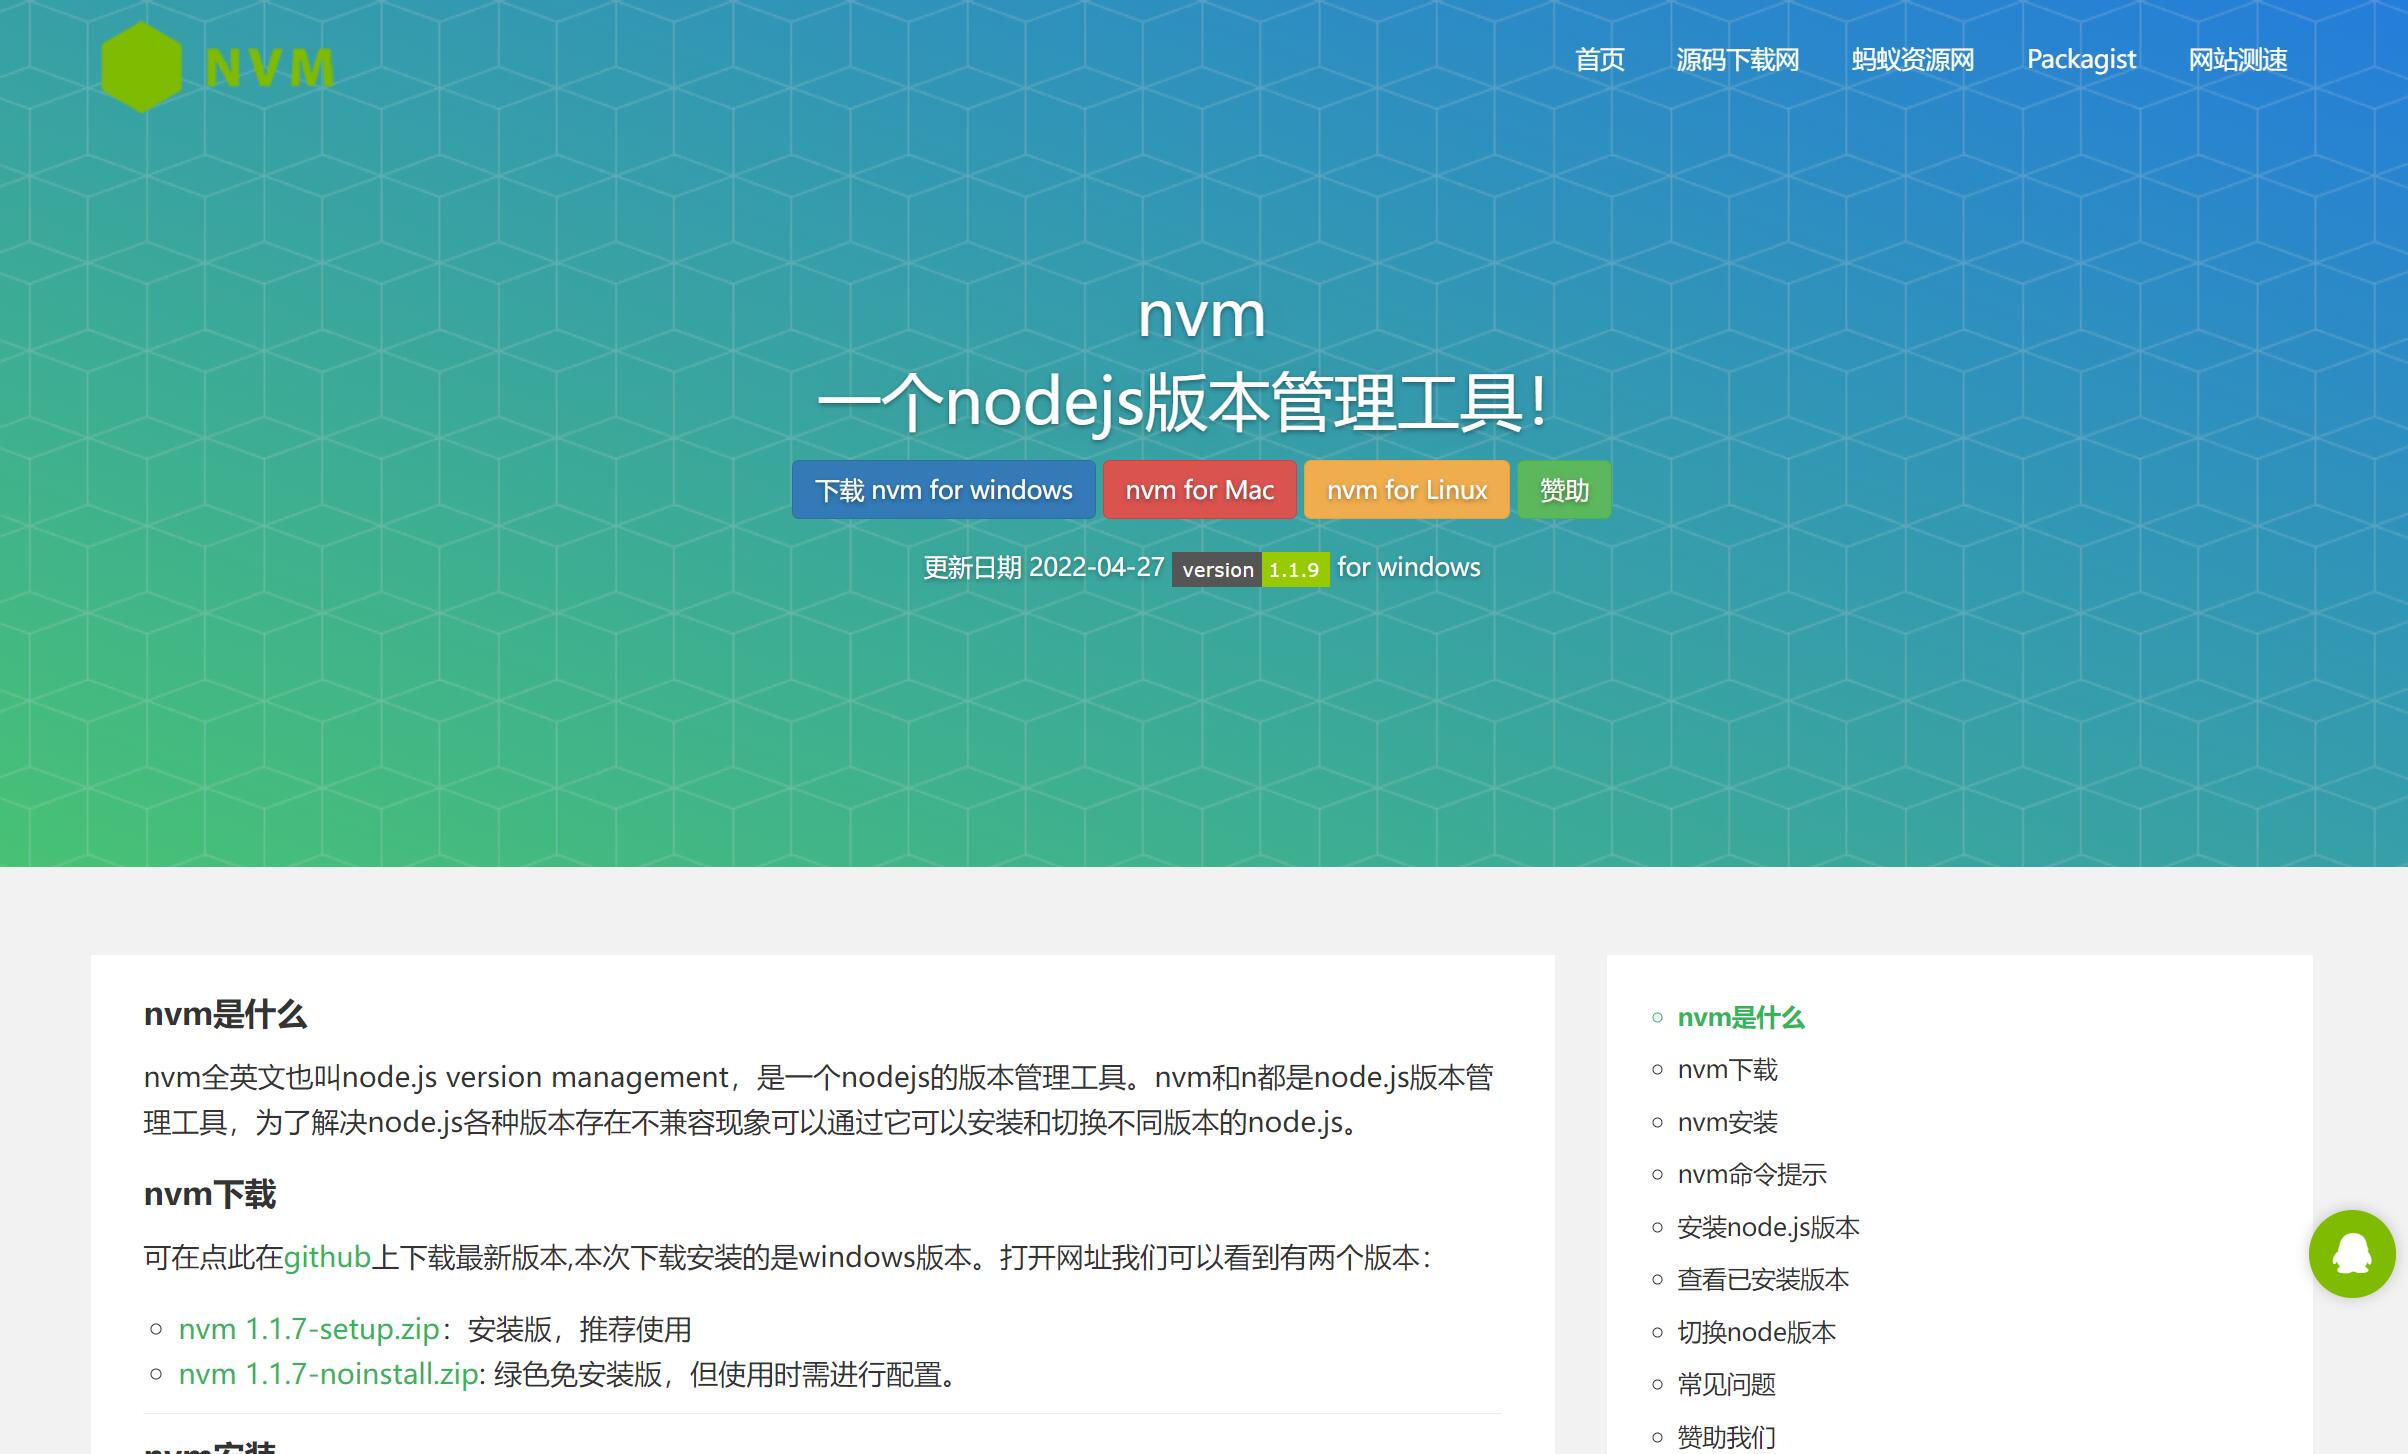 NVM
首页 源码下载网 蚂蚁资源网 Packagist 网站测速
nvm
一个nodejs版本管理工具！
下载 nvm for windows nvm for Mac nvm for Linux 赞助
更新日期 2022-04-27 version 1.1.9 for windows
nvm是什么
nvm全英文也叫node.js version management，是一个nodejs的版本管理工具。nvm和n都是node.js版本管
理工具，为了解决node.js各种版本存在不兼容现象可以通过它可以安装和切换不同版本的node.js。
nvm下载
可在点此在github上下载最新版本,本次下载安装的是windows版本。打开网址我们可以看到有两个版本：
nvm 1.1.7-setup.zip：安装版，推荐使用
nvm 1.1.7-noinstall.zip: 绿色免安装版，但使用时需进行配置。
nvm安装
nvm是什么
nvm下载
nvm安装
nvm命令提示
安装node.js版本
查看已安装版本
切换node版本
常见问题
赞助我们